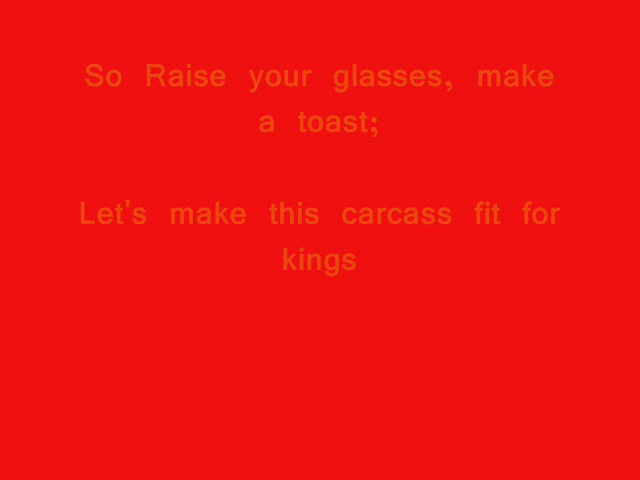 So Raise your glasses, make
a toast;
Let's make this carcass fit for
kings